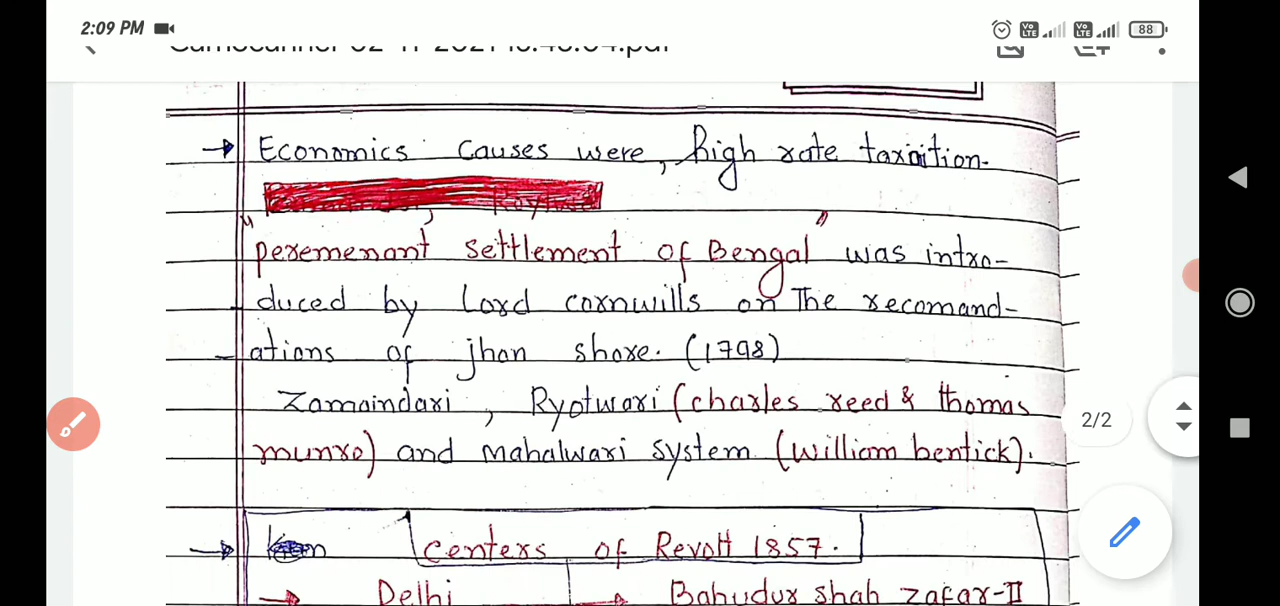 2:09 PM
88
Economics causes were, high rate taxation.
"peremenant settlement of Bengal" was intro-
duced by Lord cornwills on The recomand-
ations of jhon shore. (1798)
Zamaindari, Ryotwari (charles reed & thomas
munro) and mahalwari system (william bentick).
2/2
Centers of Revolt 1857.
Delhi → Bahudur shah zafar-II